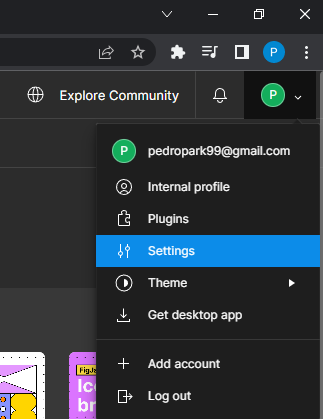 P
Explore Community
P
P
pedropark99@gmail.com
Internal profile
Plugins
Settings
Theme
Get desktop app
Add account
Log out
FigJa
Ico
br